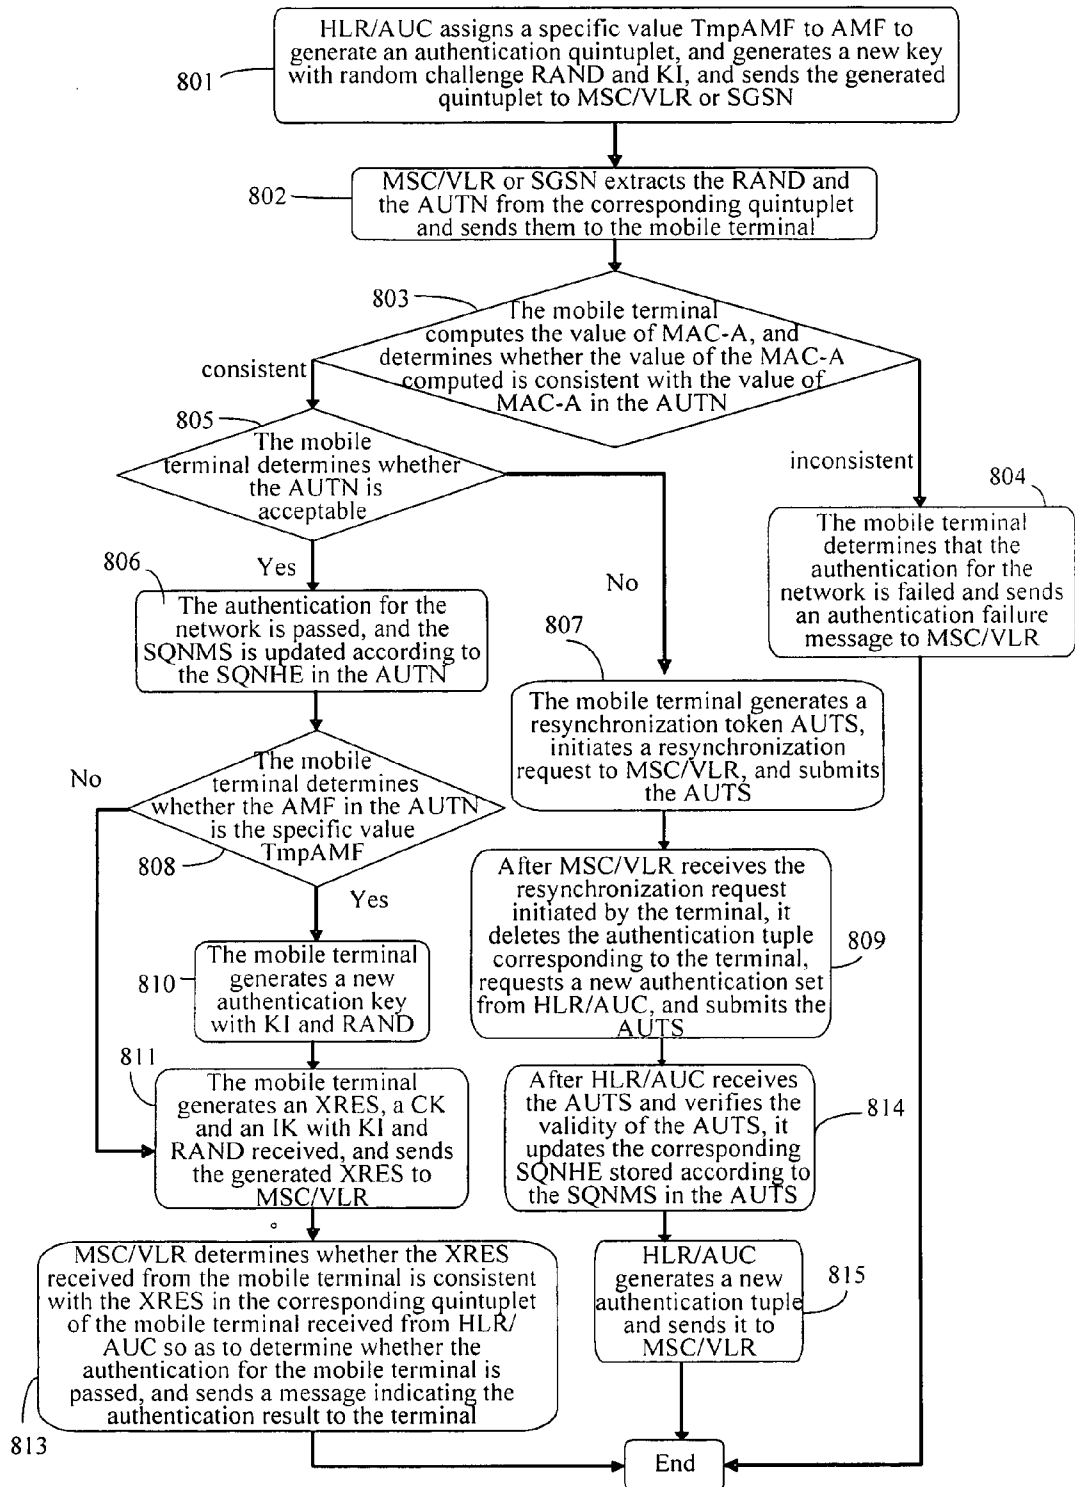 HLR/AUC assigns a specific value TmpAMF to AMF to
generate an authentication quintuplet, and generates a new key
with random challenge RAND and KI, and sends the generated
quintuplet to MSC/VLR or SGSN
801
802
MSC/VLR or SGSN extracts the RAND and
the AUTN from the corresponding quintuplet
and sends them to the mobile terminal
803
The mobile terminal
computes the value of MAC-A, and
determines whether the value of the MAC-A
computed is consistent with the value of
MAC-A in the AUTN
consistent
inconsistent
805
The mobile
terminal determines whether
the AUTN is
acceptable
Yes
No
804
The mobile terminal
determines that the
authentication for the
network is failed and sends
an authentication failure
message to MSC/VLR
806
The authentication for the
network is passed, and the
SQNMS is updated according to
the SQNHE in the AUTN
807
The mobile terminal generates a
resynchronization token AUTS,
initiates a resynchronization
request to MSC/VLR, and submits
the AUTS
No
The mobile
terminal determines
whether the AMF in the AUTN
is the specific value
TmpAMF
808
Yes
After MSC/VLR receives the
resynchronization request
initiated by the terminal, it
deletes the authentication tuple
corresponding to the terminal,
requests a new authentication set
from HLR/AUC, and submits the
AUTS
809
810
The mobile terminal
generates a new
authentication key
with KI and RAND
811
The mobile terminal
generates an XRES, a CK
and an IK with KI and
RAND received, and sends
the generated XRES to
MSC/VLR
After HLR/AUC receives
the AUTS and verifies the
validity of the AUTS, it
updates the corresponding
SQNHE stored according to
the SQNMS in the AUTS
814
MSC/VLR determines whether the XRES
received from the mobile terminal is consistent
with the XRES in the corresponding quintuplet
of the mobile terminal received from HLR/
AUC so as to determine whether the
authentication for the mobile terminal is
passed, and sends a message indicating the
authentication result to the terminal
813
HLR/AUC
generates a new
authentication tuple
and sends it to
MSC/VLR
815
End